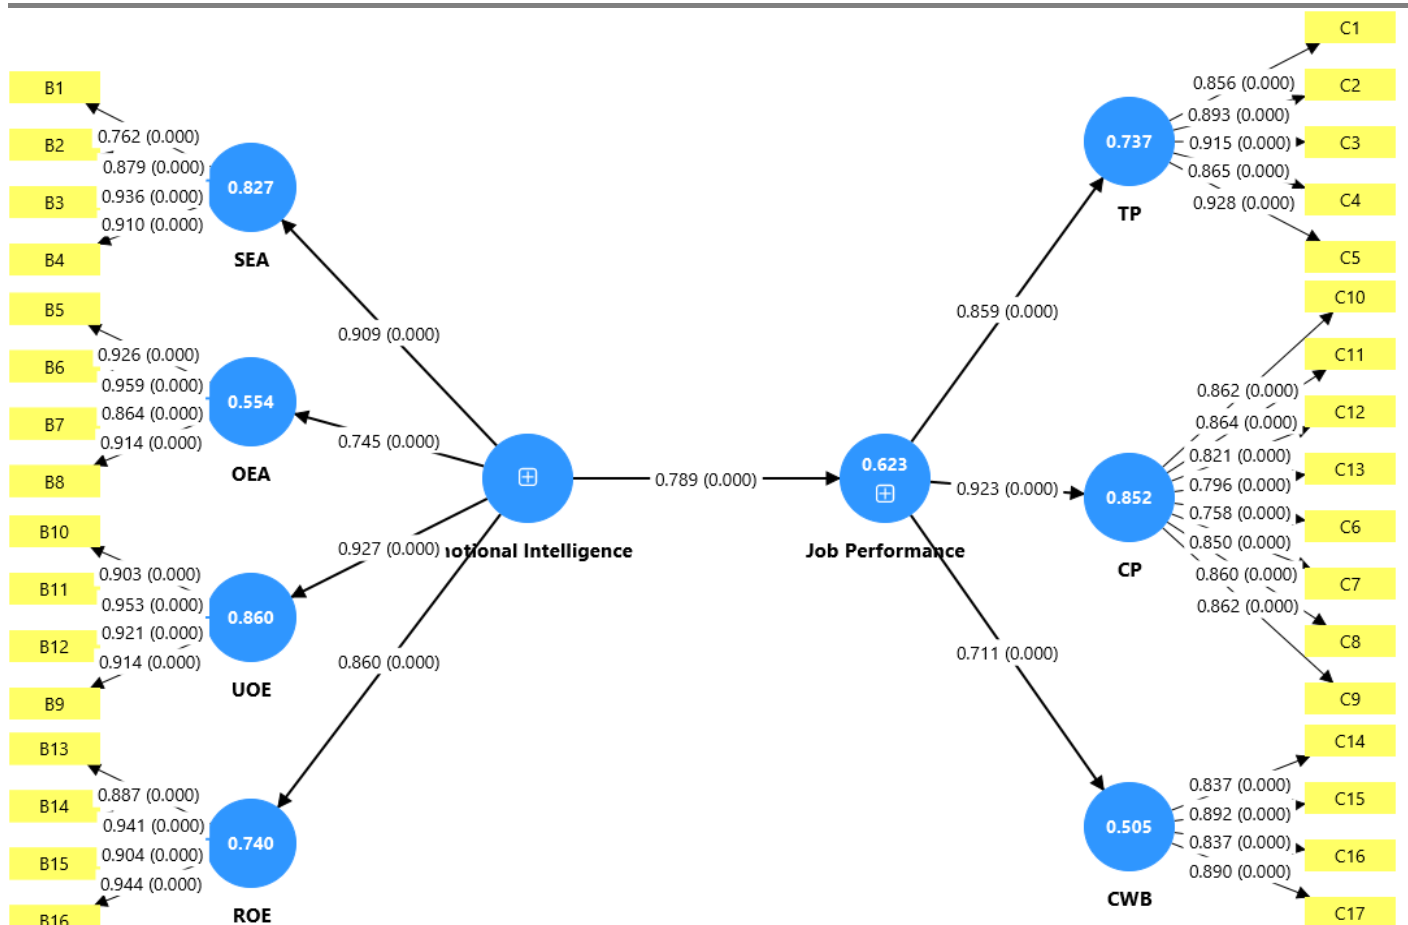 B1
0.762 (0.000)
B2
0.879 (0.000)
B3
0.936 (0.000)
0.910 (0.000)
B4
0.827
SEA
B5
0.926 (0.000)
B6
0.959 (0.000)
B7
0.864 (0.000)
0.914 (0.000)
B8
0.554
OEA
B10
0.903 (0.000)
B11
0.953 (0.000)
B12
0.921 (0.000)
0.914 (0.000)
B9
0.860
UOE
B13
0.887 (0.000)
B14
0.941 (0.000)
B15
0.904 (0.000)
0.944 (0.000)
B16
0.740
ROE
0.909 (0.000)
0.745 (0.000)
0.927 (0.000)
0.860 (0.000)
Intelligence
0.789 (0.000)
0.623
Job Performance
0.859 (0.000)
0.923 (0.000)
0.711 (0.000)
0.737
TP
0.856 (0.000)
0.893 (0.000)
0.915 (0.000)
0.865 (0.000)
0.928 (0.000)
C1
C2
C3
C4
C5
0.852
CP
0.862 (0.000)
0.864 (0.000)
0.821 (0.000)
0.796 (0.000)
0.758 (0.000)
0.850 (0.000)
0.860 (0.000)
0.862 (0.000)
C10
C11
C12
C13
C6
C7
C8
C9
0.505
CWB
0.837 (0.000)
0.892 (0.000)
0.837 (0.000)
0.890 (0.000)
C14
C15
C16
C17